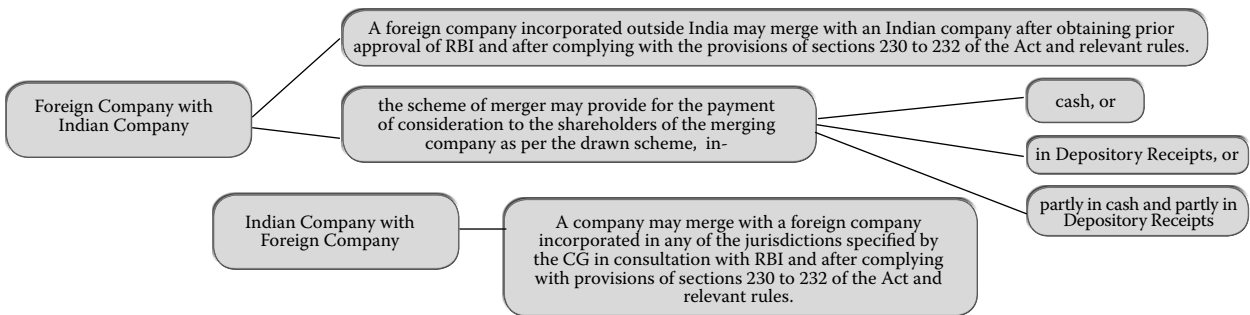 A foreign company incorporated outside India may merge with an Indian company after obtaining prior
approval of RBI and after complying with the provisions of sections 230 to 232 of the Act and relevant rules.
Foreign Company with
Indian Company
the scheme of merger may provide for the payment
of consideration to the shareholders of the merging
company as per the drawn scheme, in-
cash, or
in Depository Receipts, or
partly in cash and partly in
Depository Receipts
Indian Company with
Foreign Company
A company may merge with a foreign company
incorporated in any of the jurisdictions specified by
the CG in consultation with RBI and after complying
with provisions of sections 230 to 232 of the Act and
relevant rules.